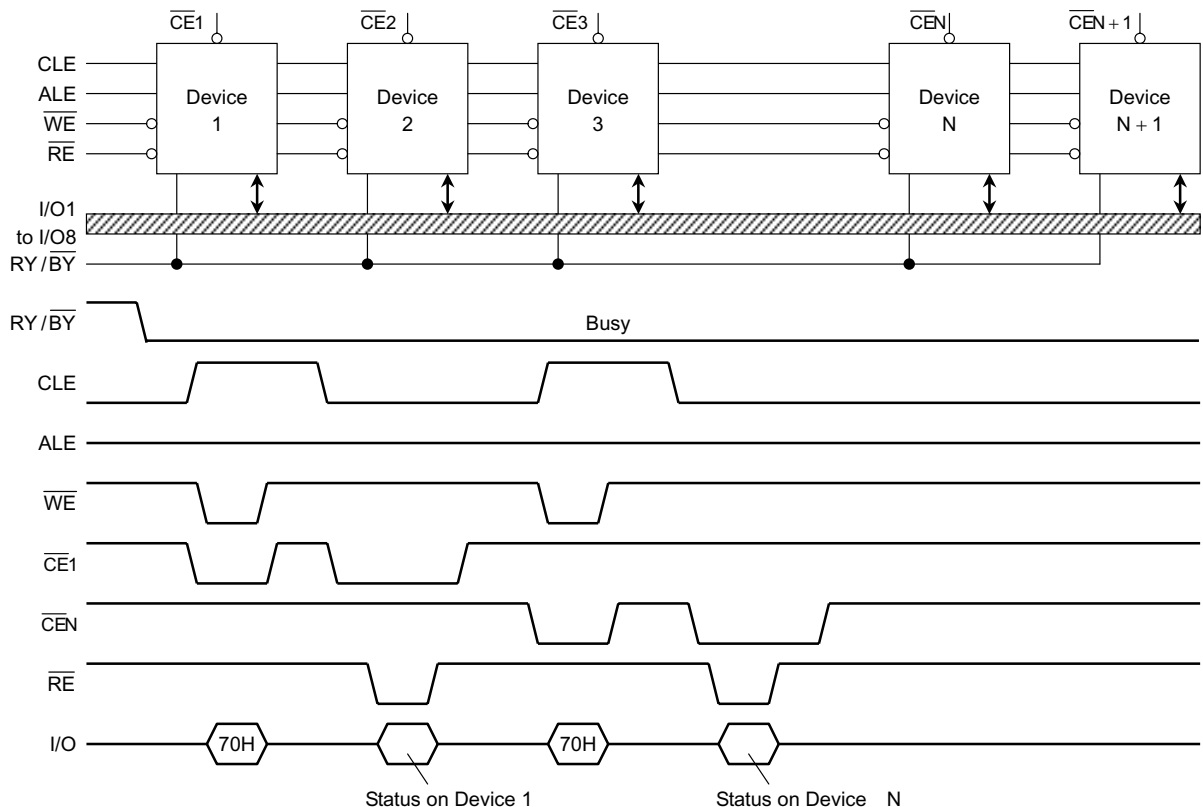 CE1 CE2 CE3 CEN CEN + 1
CLE
ALE
WE
RE
Device 1
Device 2
Device 3
Device N
Device N + 1
I/O1
to I/O8
RY / BY
RY / BY
Busy
CLE
ALE
WE
CE1
CEN
RE
I/O
70H
70H
Status on Device 1
Status on Device N